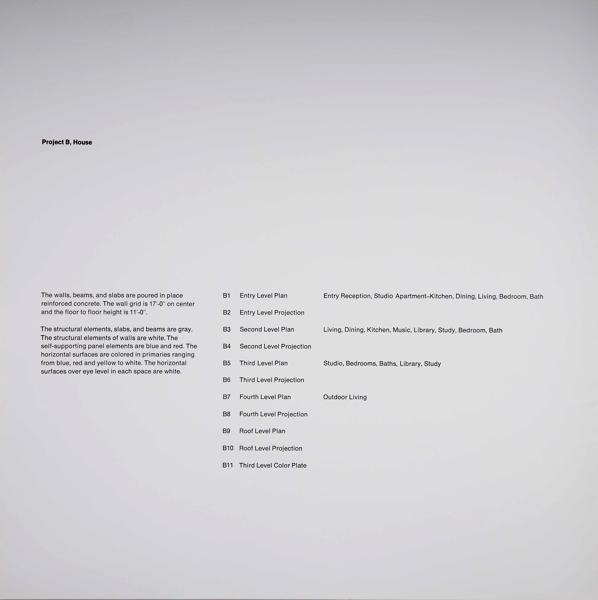 Project B, House
The walls, beams, and slabs are poured in place
reinforced concrete. The wall grid is 17'-0" on center
and the floor to floor height is 11'-0".
The structural elements, slabs, and beams are gray.
The structural elements of walls are white. The
self-supporting panel elements are blue and red. The
horizontal surfaces are colored in primaries ranging
from blue, red and yellow to white. The horizontal
surfaces over eye level in each space are white.
B1 Entry Level Plan Entry Reception, Studio Apartment–Kitchen, Dining, Living, Bedroom, Bath
B2 Entry Level Projection
B3 Second Level Plan Living, Dining, Kitchen, Music, Library, Study, Bedroom, Bath
B4 Second Level Projection
B5 Third Level Plan Studio, Bedrooms, Baths, Library, Study
B6 Third Level Projection
B7 Fourth Level Plan Outdoor Living
B8 Fourth Level Projection
B9 Roof Level Plan
B10 Roof Level Projection
B11 Third Level Color Plate